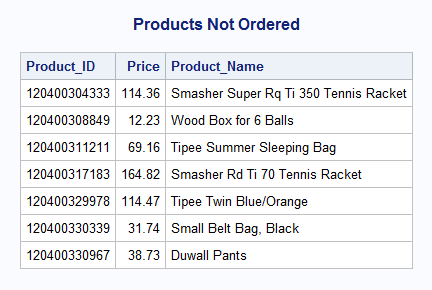 Products Not Ordered
Product_ID Price Product_Name
120400304333 114.36 Smasher Super Rq Ti 350 Tennis Racket
120400308849 12.23 Wood Box for 6 Balls
120400311211 69.16 Tipee Summer Sleeping Bag
120400317183 164.82 Smasher Rd Ti 70 Tennis Racket
120400329978 114.47 Tipee Twin Blue/Orange
120400330339 31.74 Small Belt Bag, Black
120400330967 38.73 Duwall Pants